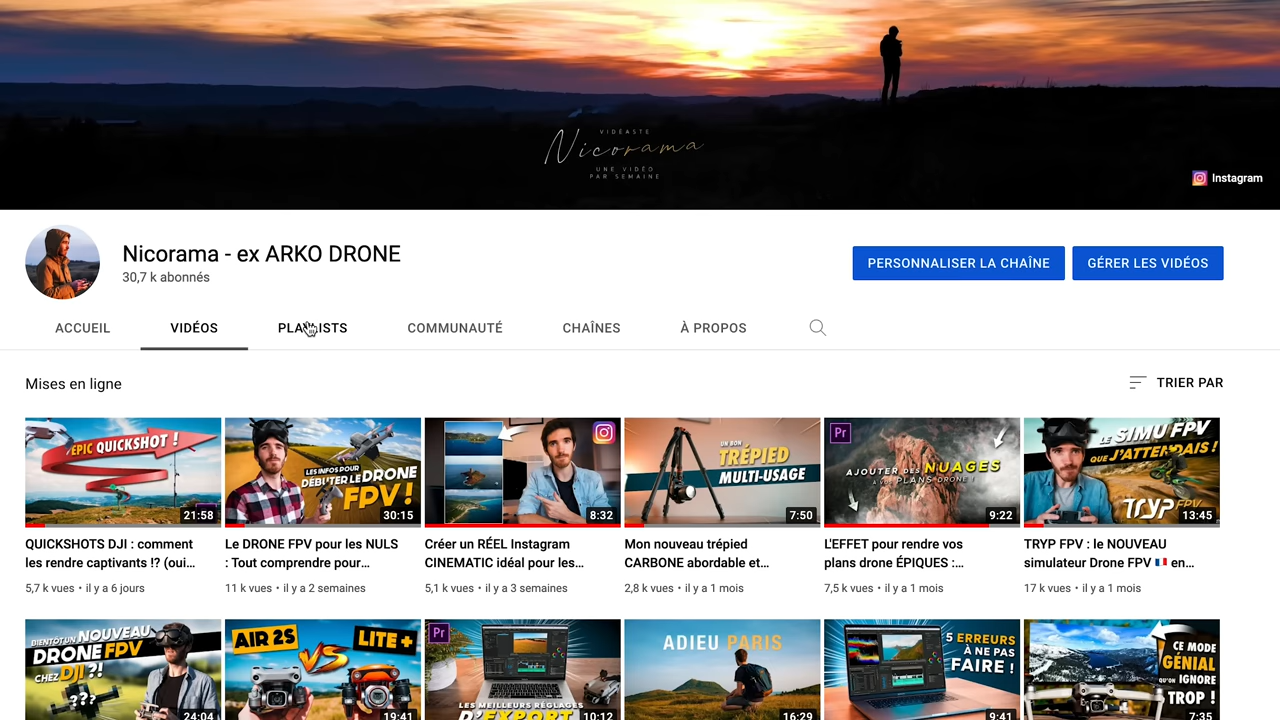 VIDÉASTE
Nicorama
UNE VIDÉO
PAR SEMAINE
Instagram
Nicorama - ex ARKO DRONE
30,7 k abonnés
PERSONNALISER LA CHAÎNE
GÉRER LES VIDÉOS
ACCUEIL
VIDÉOS
PLAYLISTS
COMMUNAUTÉ
CHAÎNES
À PROPOS
Mises en ligne
TRIER PAR
EPIC QUICKSHOT !
21:58
LES INFOS POUR
DÉBUTER LE DRONE
FPV !
30:15
8:32
UN BON
TRÉPIED
MULTI-USAGE
7:50
Pr
AJOUTER DES NUAGES
A SES PLANS DRONE !
9:22
LE SIMU FPV
QUE J'ATTENDAIS !
TRYP FPV
13:45
QUICKSHOTS DJI : comment
les rendre captivants !? (oui...
5,7 k vues • il y a 6 jours
Le DRONE FPV pour les NULS
: Tout comprendre pour...
11 k vues • il y a 2 semaines
Créer un RÉEL Instagram
CINEMATIC idéal pour les...
5,1 k vues • il y a 3 semaines
Mon nouveau trépied
CARBONE abordable et...
2,8 k vues • il y a 1 mois
L'EFFET pour rendre vos
plans drone ÉPIQUES :...
7,5 k vues • il y a 1 mois
TRYP FPV : le NOUVEAU
simulateur Drone FPV 🇫🇷 en...
17 k vues • il y a 1 mois
BIENTÔT UN NOUVEAU
DRONE FPV
CHEZ DJI ?!
???
24:04
AIR 2S
VS
LITE +
19:41
Pr
LES MEILLEURS RÉGLAGES
D'EXPORT
10:12
ADIEU PARIS
16:29
5 ERREURS
À NE PAS
FAIRE !
9:41
CE MODE
GÉNIAL
QU'ON IGNORE
TROP !
7:35